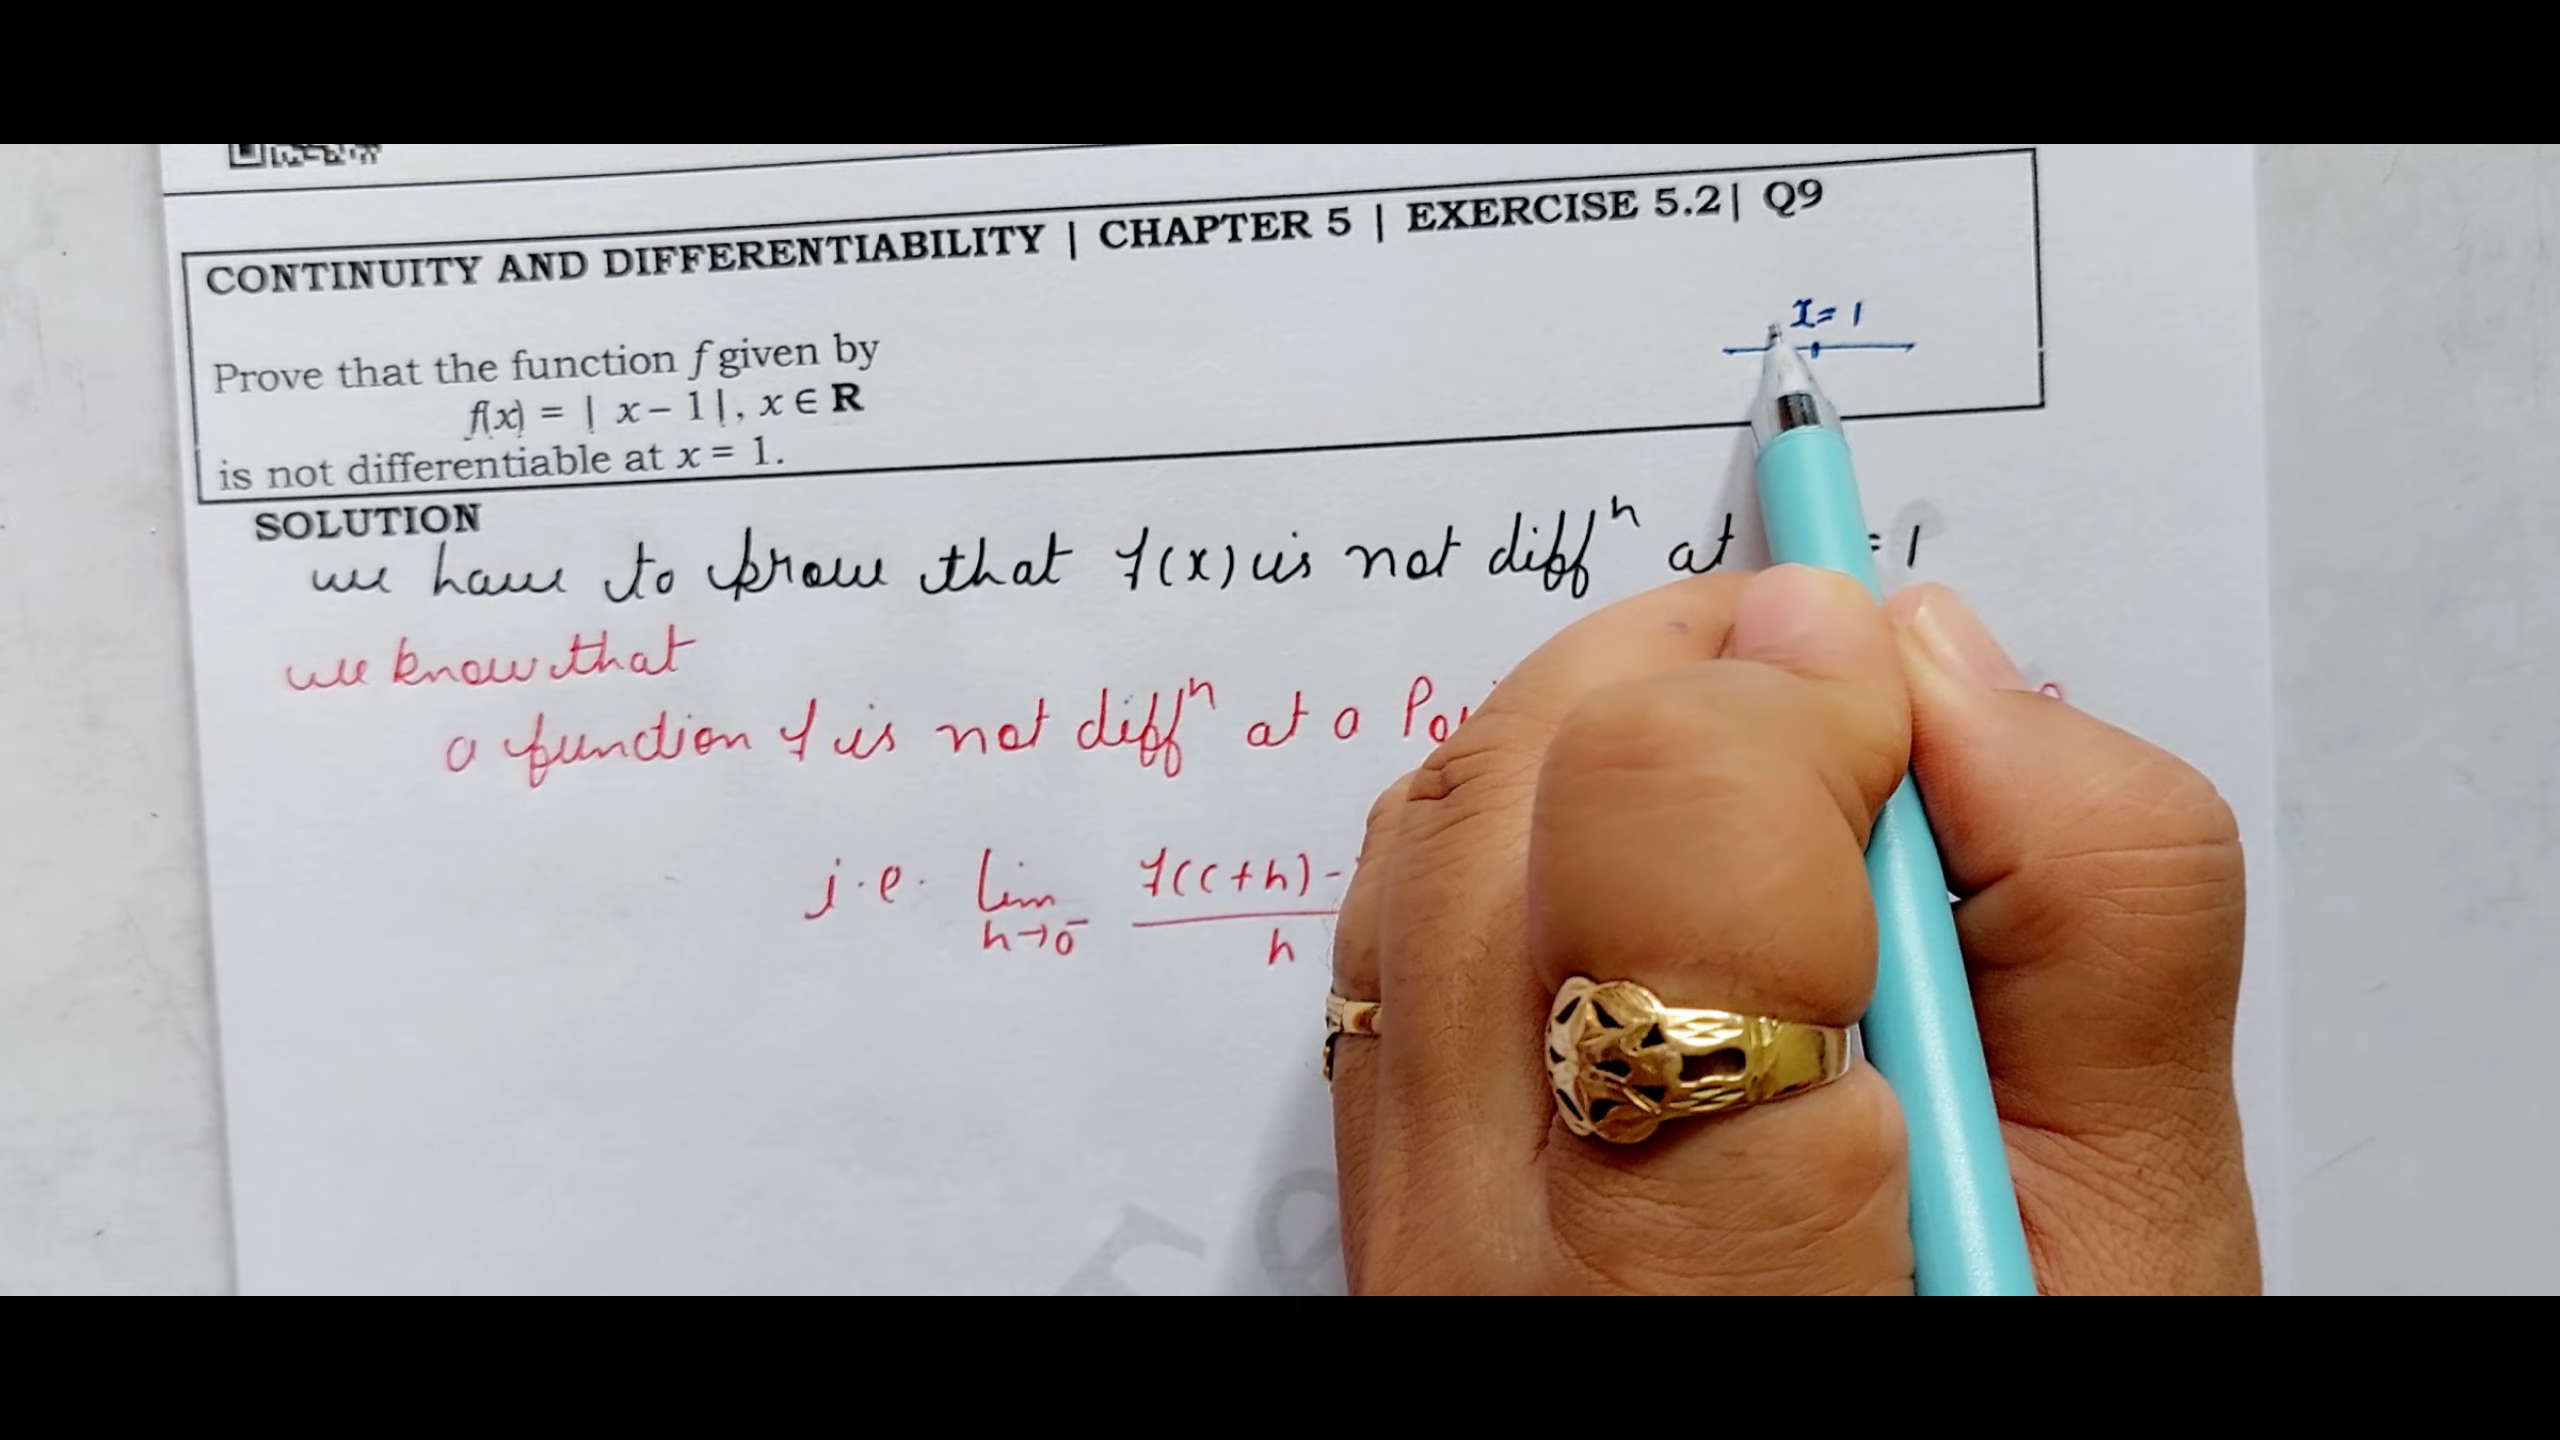 CONTINUITY AND DIFFERENTIABILITY | CHAPTER 5 | EXERCISE 5.2| Q9
x = 1
Prove that the function f given by
f(x) = | x – 1|, x ∈ R
is not differentiable at x = 1.
SOLUTION
we have to prove that f(x) is not diffⁿ at = 1
we know that
a function f is not diffⁿ at a
i.e. lim f(c+h) -
h→0⁻ h